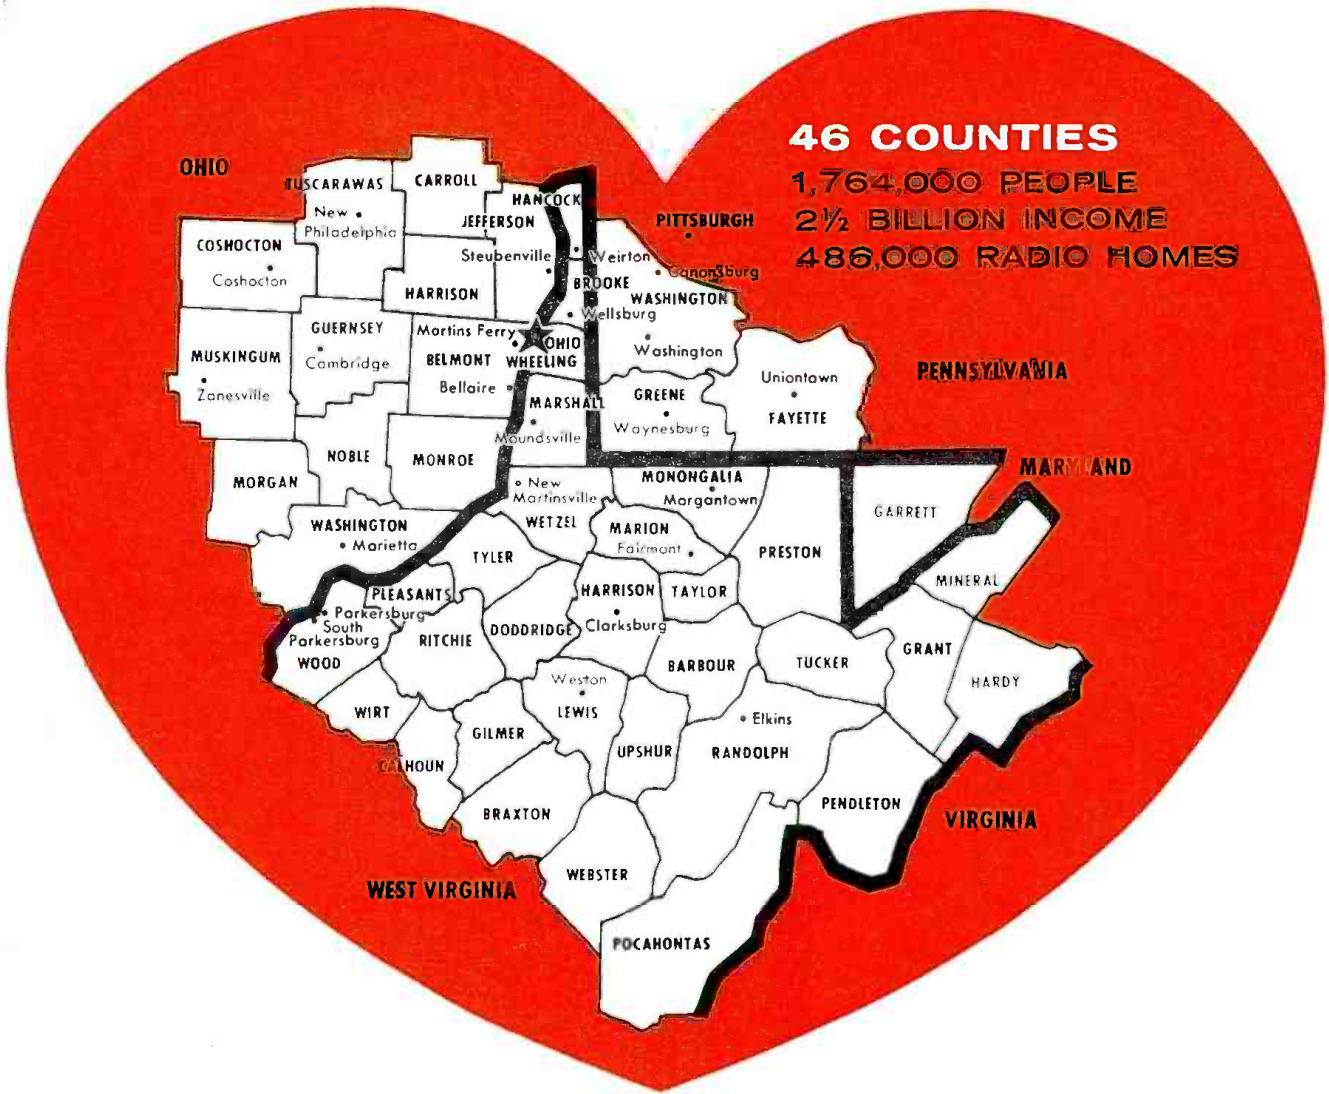 46 COUNTIES
1,764,000 PEOPLE
2½ BILLION INCOME
486,000 RADIO HOMES
OHIO
TUSCARAWAS
CARROLL
New
Philadelphia
HANCOCK
JEFFERSON
PITTSBURGH
COSHOCTON
Coshocton
Steubenville
Weirton
Canonsburg
HARRISON
BROOKE
WASHINGTON
Wellsburg
GUERNSEY
Cambridge
Martins Ferry
OHIO
WHEELING
Washington
MUSKINGUM
Zanesville
BELMONT
Bellaire
PENNSYLVANIA
Uniontown
FAYETTE
MARSHALL
Moundsville
GREENE
Waynesburg
NOBLE
MONROE
MORGAN
MARYLAND
New
Martinsville
WETZEL
MONONGALIA
Morgantown
GARRETT
WASHINGTON
Marietta
MARION
Fairmont
PRESTON
TYLER
MINERAL
PLEASANTS
HARRISON
Clarksburg
TAYLOR
Parkersburg
South
Parkersburg
WOOD
RITCHIE
DODDRIDGE
BARBOUR
TUCKER
GRANT
HARDY
Weston
LEWIS
WIRT
GILMER
Elkins
UPSHUR
RANDOLPH
CALHOUN
BRAXTON
PENDLETON
VIRGINIA
WEBSTER
WEST VIRGINIA
POCAHONTAS